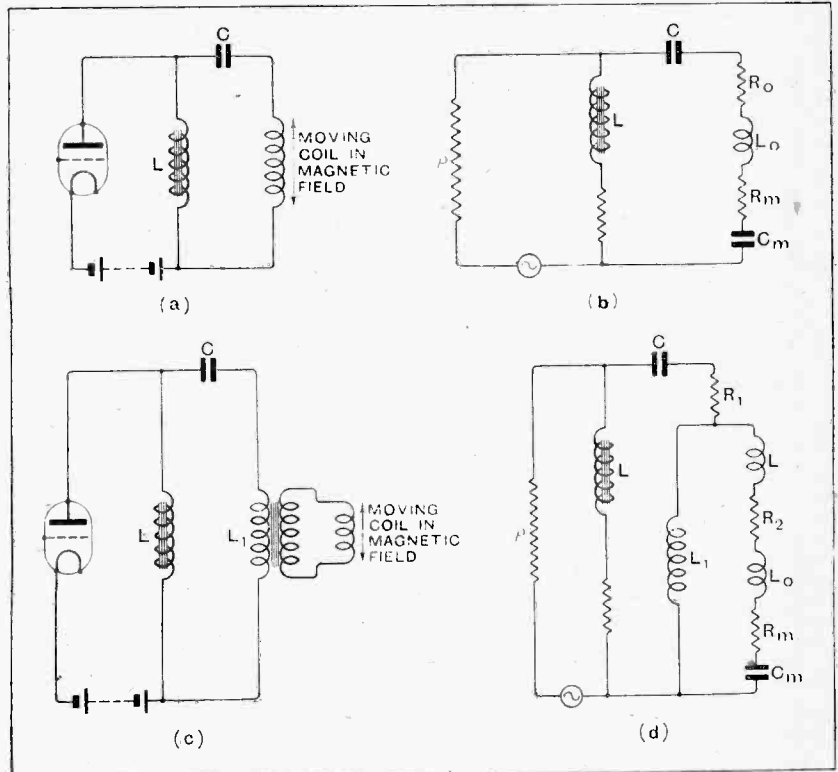 C
L
MOVING
COIL IN
MAGNETIC
FIELD
(a)
C
ρ
L
Ro
Lo
Rm
Cm
(b)
C
L
L1
MOVING
COIL IN
MAGNETIC
FIELD
(c)
C
R1
ρ
L
L1
L
R2
Lo
Rm
Cm
(d)